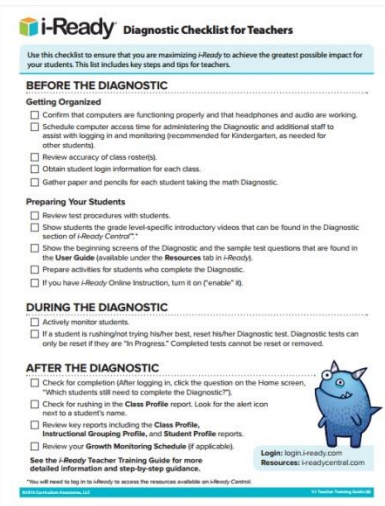 i-Ready Diagnostic Checklist for Teachers
Use this checklist to ensure that you are maximizing i-Ready to achieve the greatest possible impact for
your students. This list includes key steps and tips for teachers.
BEFORE THE DIAGNOSTIC
Getting Organized
Confirm that computers are functioning properly and that headphones and audio are working.
Schedule computer access time for administering the Diagnostic and additional staff to
assist with logging in and monitoring (recommended for Kindergarten, as needed for
other students).
Review accuracy of class roster(s).
Obtain student login information for each class.
Gather paper and pencils for each student taking the math Diagnostic.
Preparing Your Students
Review test procedures with students.
Show students the grade level-specific introductory videos that can be found in the Diagnostic
section of i-Ready Central™.*
Show the beginning screens of the Diagnostic and the sample test questions that are found in
the User Guide (available under the Resources tab in i-Ready).
Prepare activities for students who complete the Diagnostic.
If you have i-Ready Online Instruction, turn it on ("enable" it).
DURING THE DIAGNOSTIC
Actively monitor students.
If a student is rushing/not trying his/her best, reset his/her Diagnostic test. Diagnostic tests can
only be reset if they are "In Progress." Completed tests cannot be reset or removed.
AFTER THE DIAGNOSTIC
Check for completion (After logging in, click the question on the Home screen,
"Which students still need to complete the Diagnostic?").
Check for rushing in the Class Profile report. Look for the alert icon
next to a student's name.
Review key reports including the Class Profile,
Instructional Grouping Profile, and Student Profile reports.
Review your Growth Monitoring Schedule (if applicable).
See the i-Ready Teacher Training Guide for more
detailed information and step-by-step guidance.
Login: login.i-ready.com
Resources: i-readycentral.com
*You will need to log in to i-Ready to access the resources available on i-Ready Central.
Curriculum Associates, LLC
Teacher Training Guide